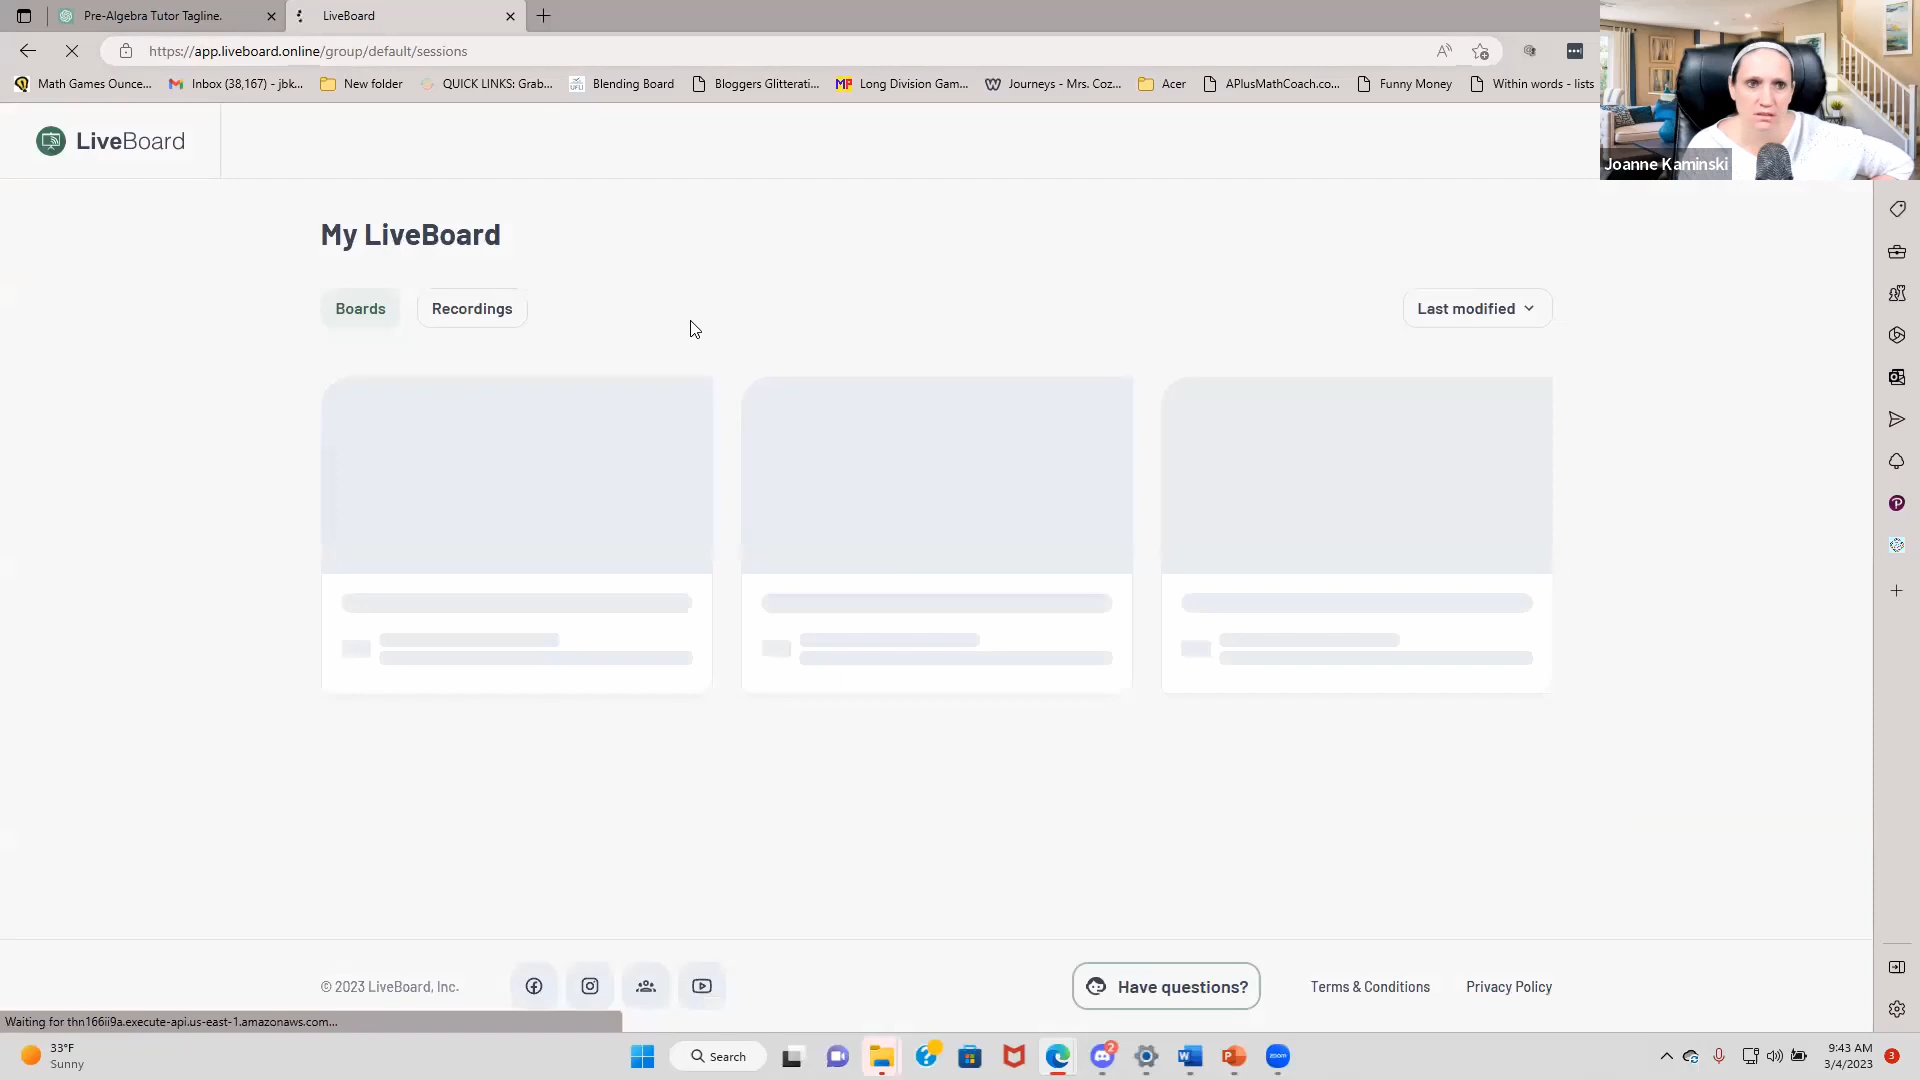 Pre-Algebra Tutor Tagline.
LiveBoard
https://app.liveboard.online/group/default/sessions
Math Games Ounce...
Inbox (38,167) - jbk...
New folder
QUICK LINKS: Grab...
Blending Board
Bloggers Glitterati...
Long Division Gam...
Journeys - Mrs. Coz...
Acer
APlusMathCoach.co...
Funny Money
Within words - lists
Joanne Kaminski
LiveBoard
My LiveBoard
Boards
Recordings
Last modified
© 2023 LiveBoard, Inc.
Have questions?
Terms & Conditions
Privacy Policy
Waiting for thn166ii9a.execute-api.us-east-1.amazonaws.com...
33°F
Sunny
Search
2
zoom
9:43 AM
3/4/2023
3